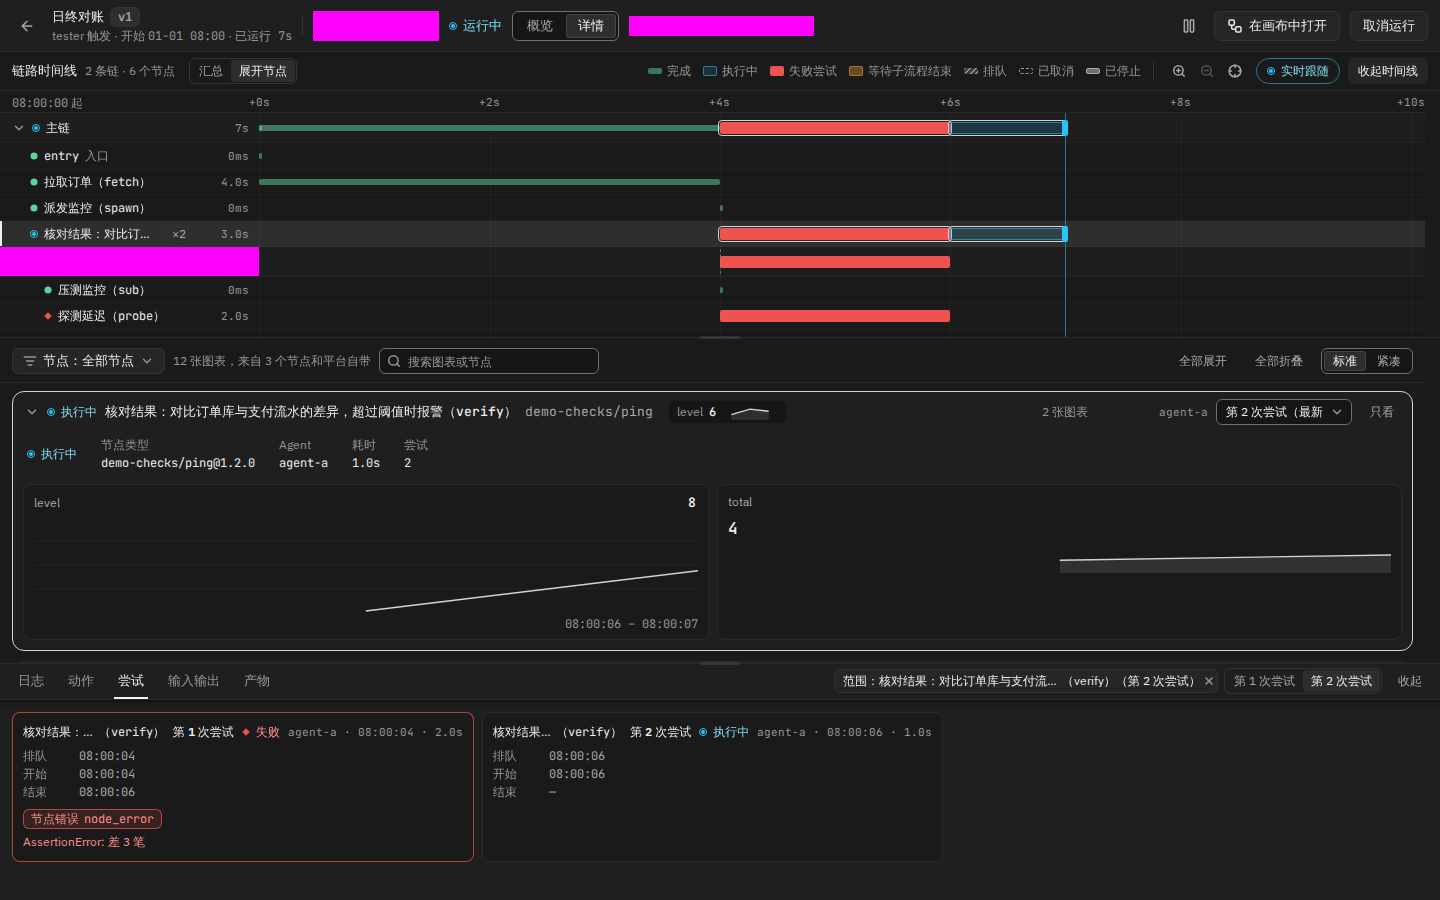 日终对账 v1
tester 触发 · 开始 01-01 08:00 · 已运行 7s
运行中 概览 详情
在画布中打开 取消运行
链路时间线 2 条链 · 6 个节点 汇总 展开节点
完成 执行中 失败尝试 等待子流程结束 排队 已取消 已停止
实时跟随 收起时间线
08:00:00 起 +0s +2s +4s +6s +8s +10s
主链 7s
entry 入口 0ms
拉取订单（fetch） 4.0s
派发监控（spawn） 0ms
核对结果：对比订... ×2 3.0s
压测监控（sub） 0ms
探测延迟（probe） 2.0s
节点：全部节点 12 张图表，来自 3 个节点和平台自带 搜索图表或节点 全部展开 全部折叠 标准 紧凑
执行中 核对结果：对比订单库与支付流水的差异，超过阈值时报警（verify） demo-checks/ping level 6 2 张图表 agent-a 第 2 次尝试（最新 只看
执行中
节点类型 Agent 耗时 尝试
demo-checks/ping@1.2.0 agent-a 1.0s 2
level 8
08:00:06 – 08:00:07
total
4
日志 动作 尝试 输入输出 产物
范围：核对结果：对比订单库与支付流... （verify）（第 2 次尝试） 第 1 次尝试 第 2 次尝试 收起
核对结果：... （verify） 第 1 次尝试 失败 agent-a · 08:00:04 · 2.0s
排队 08:00:04
开始 08:00:04
结束 08:00:06
节点错误 node_error
AssertionError: 差 3 笔
核对结果... （verify） 第 2 次尝试 执行中 agent-a · 08:00:06 · 1.0s
排队 08:00:06
开始 08:00:06
结束 —